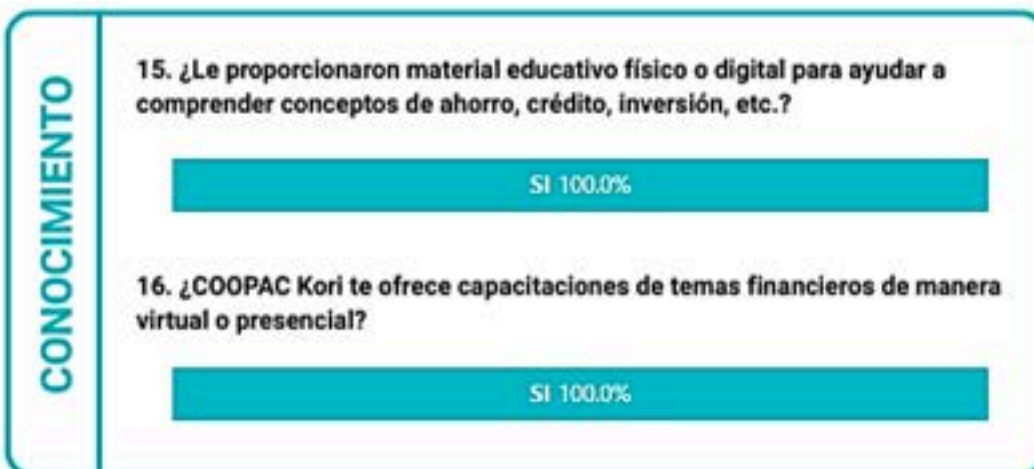 CONOCIMIENTO
15. ¿Le proporcionaron material educativo físico o digital para ayudar a
comprender conceptos de ahorro, crédito, inversión, etc.?
SI 100.0%
16. ¿COOPAC Kori te ofrece capacitaciones de temas financieros de manera
virtual o presencial?
SI 100.0%